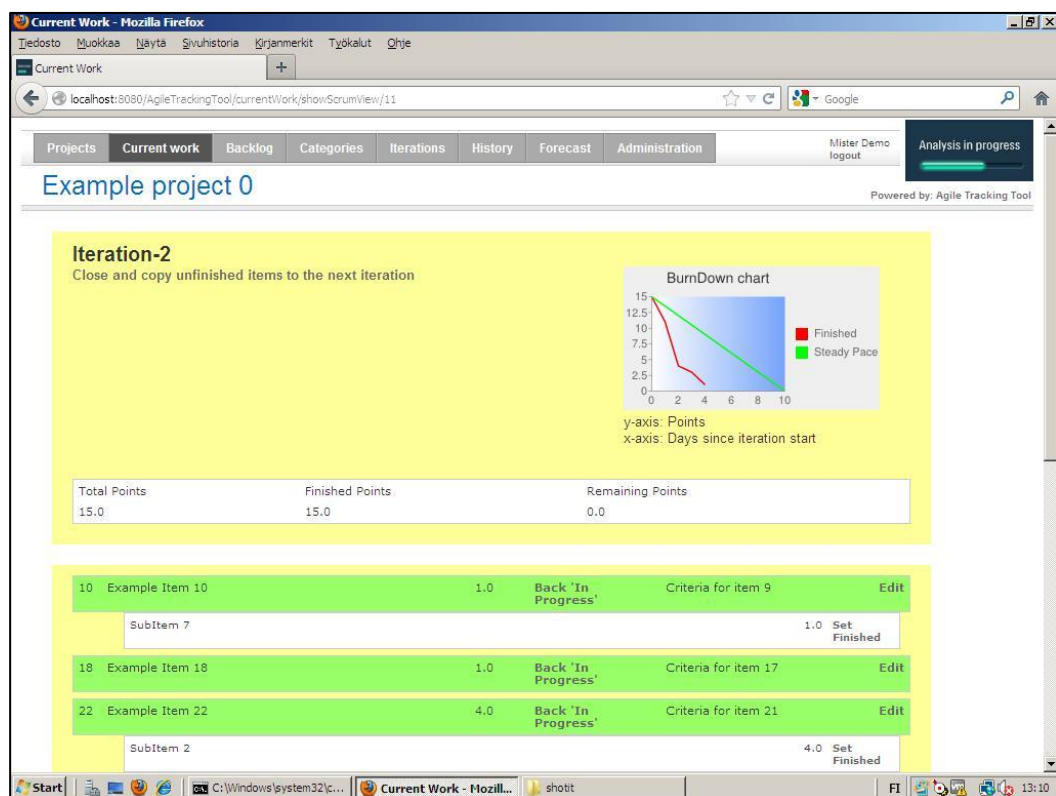 Current Work - Mozilla Firefox
Tiedosto Muokkaa Näytä Sivuhistoria Kirjanmerkit Työkalut Ohje
Current Work +
localhost:8080/AgileTrackingTool/currentWork/showScrumView/11 Google
Projects Current work Backlog Categories Iterations History Forecast Administration
Mister Demo
logout
Analysis in progress
Example project 0
Powered by: Agile Tracking Tool
Iteration-2
Close and copy unfinished items to the next iteration
BurnDown chart
15
12.5
10
7.5
5
2.5
0
0 2 4 6 8 10
Finished
Steady Pace
y-axis: Points
x-axis: Days since iteration start
Total Points Finished Points Remaining Points
15.0 15.0 0.0
10 Example Item 10 1.0 Back 'In Progress' Criteria for item 9 Edit
SubItem 7 1.0 Set Finished
18 Example Item 18 1.0 Back 'In Progress' Criteria for item 17 Edit
22 Example Item 22 4.0 Back 'In Progress' Criteria for item 21 Edit
SubItem 2 4.0 Set Finished
Start C:\Windows\system32\c... Current Work - Mozill... shotit FI 13:10